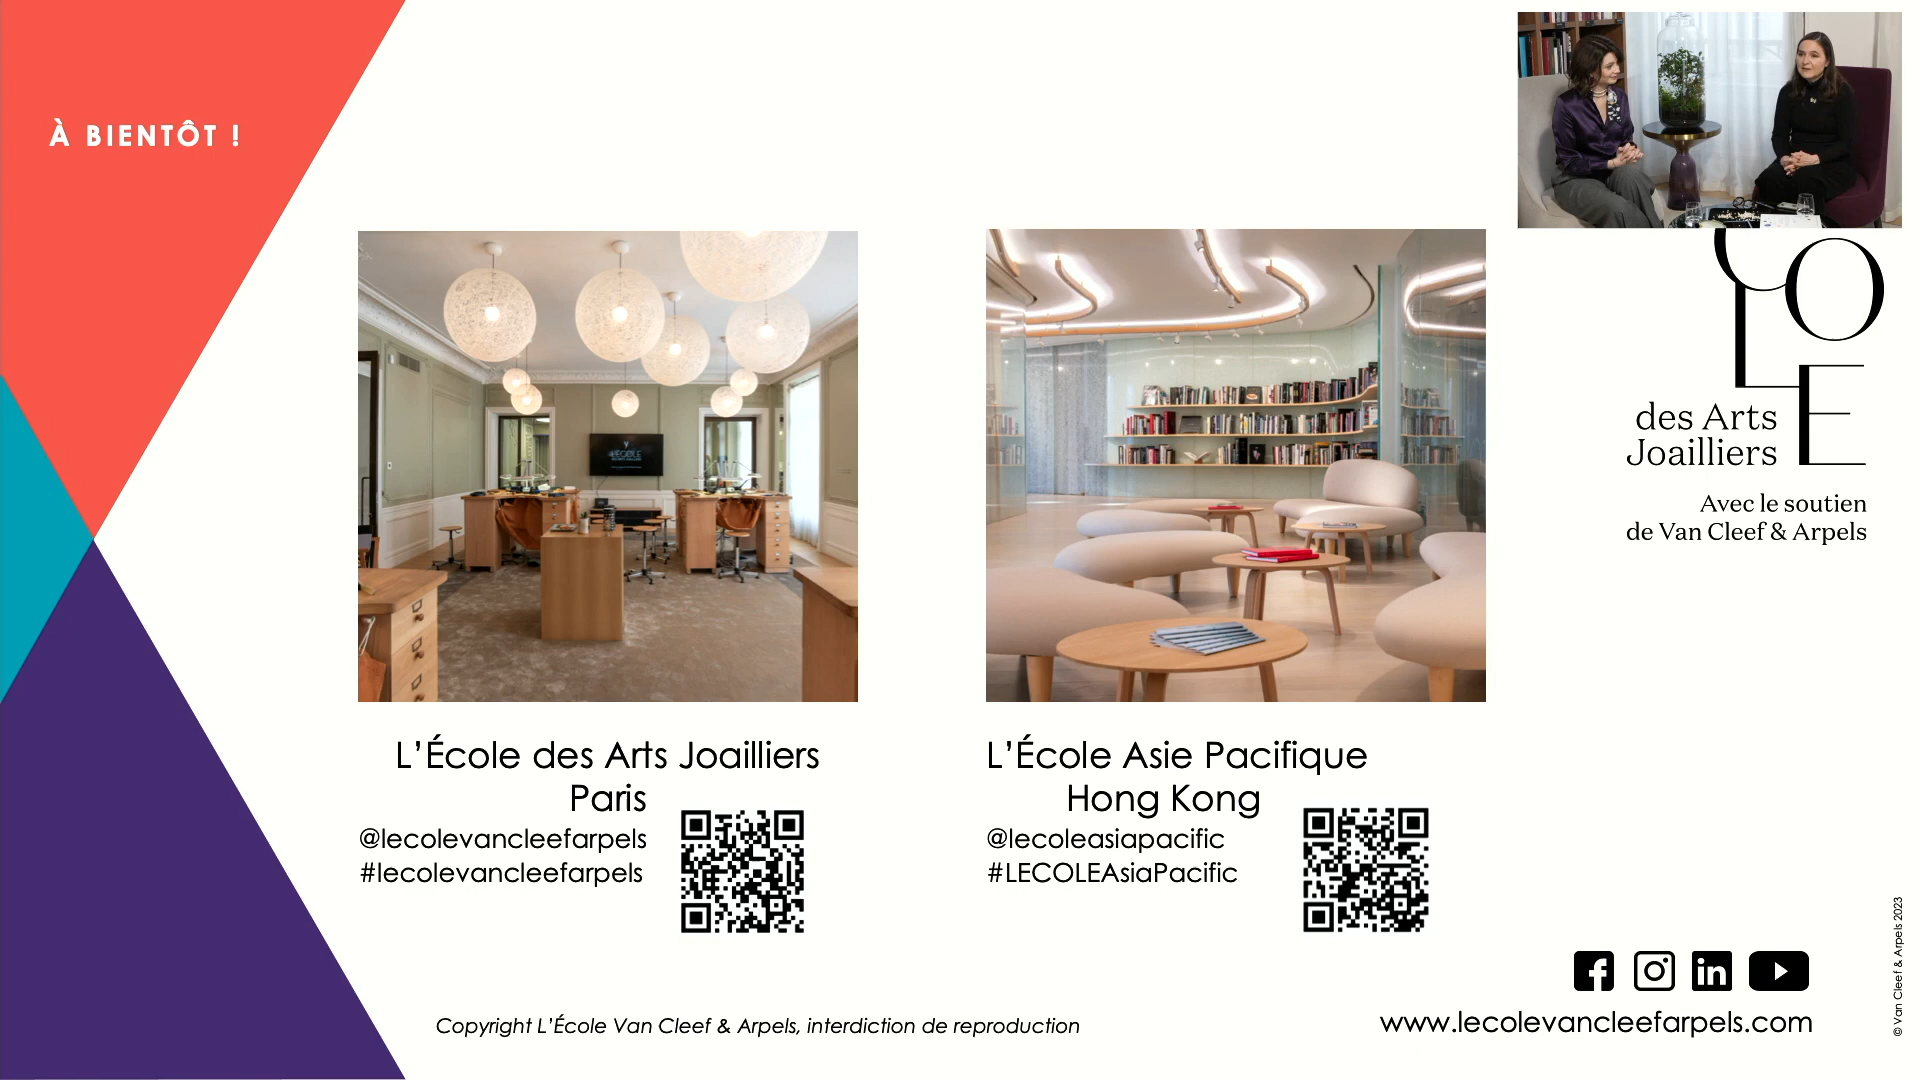 À BIENTÔT !
L'ÉCOLE
des Arts
Joailliers
Avec le soutien
de Van Cleef & Arpels
L’École des Arts Joailliers
Paris
@lecolevancleefarpels
#lecolevancleefarpels
L’École Asie Pacifique
Hong Kong
@lecoleasiapacific
#LECOLEAsiaPacific
Copyright L’École Van Cleef & Arpels, interdiction de reproduction
www.lecolevancleefarpels.com
© Van Cleef & Arpels 2023